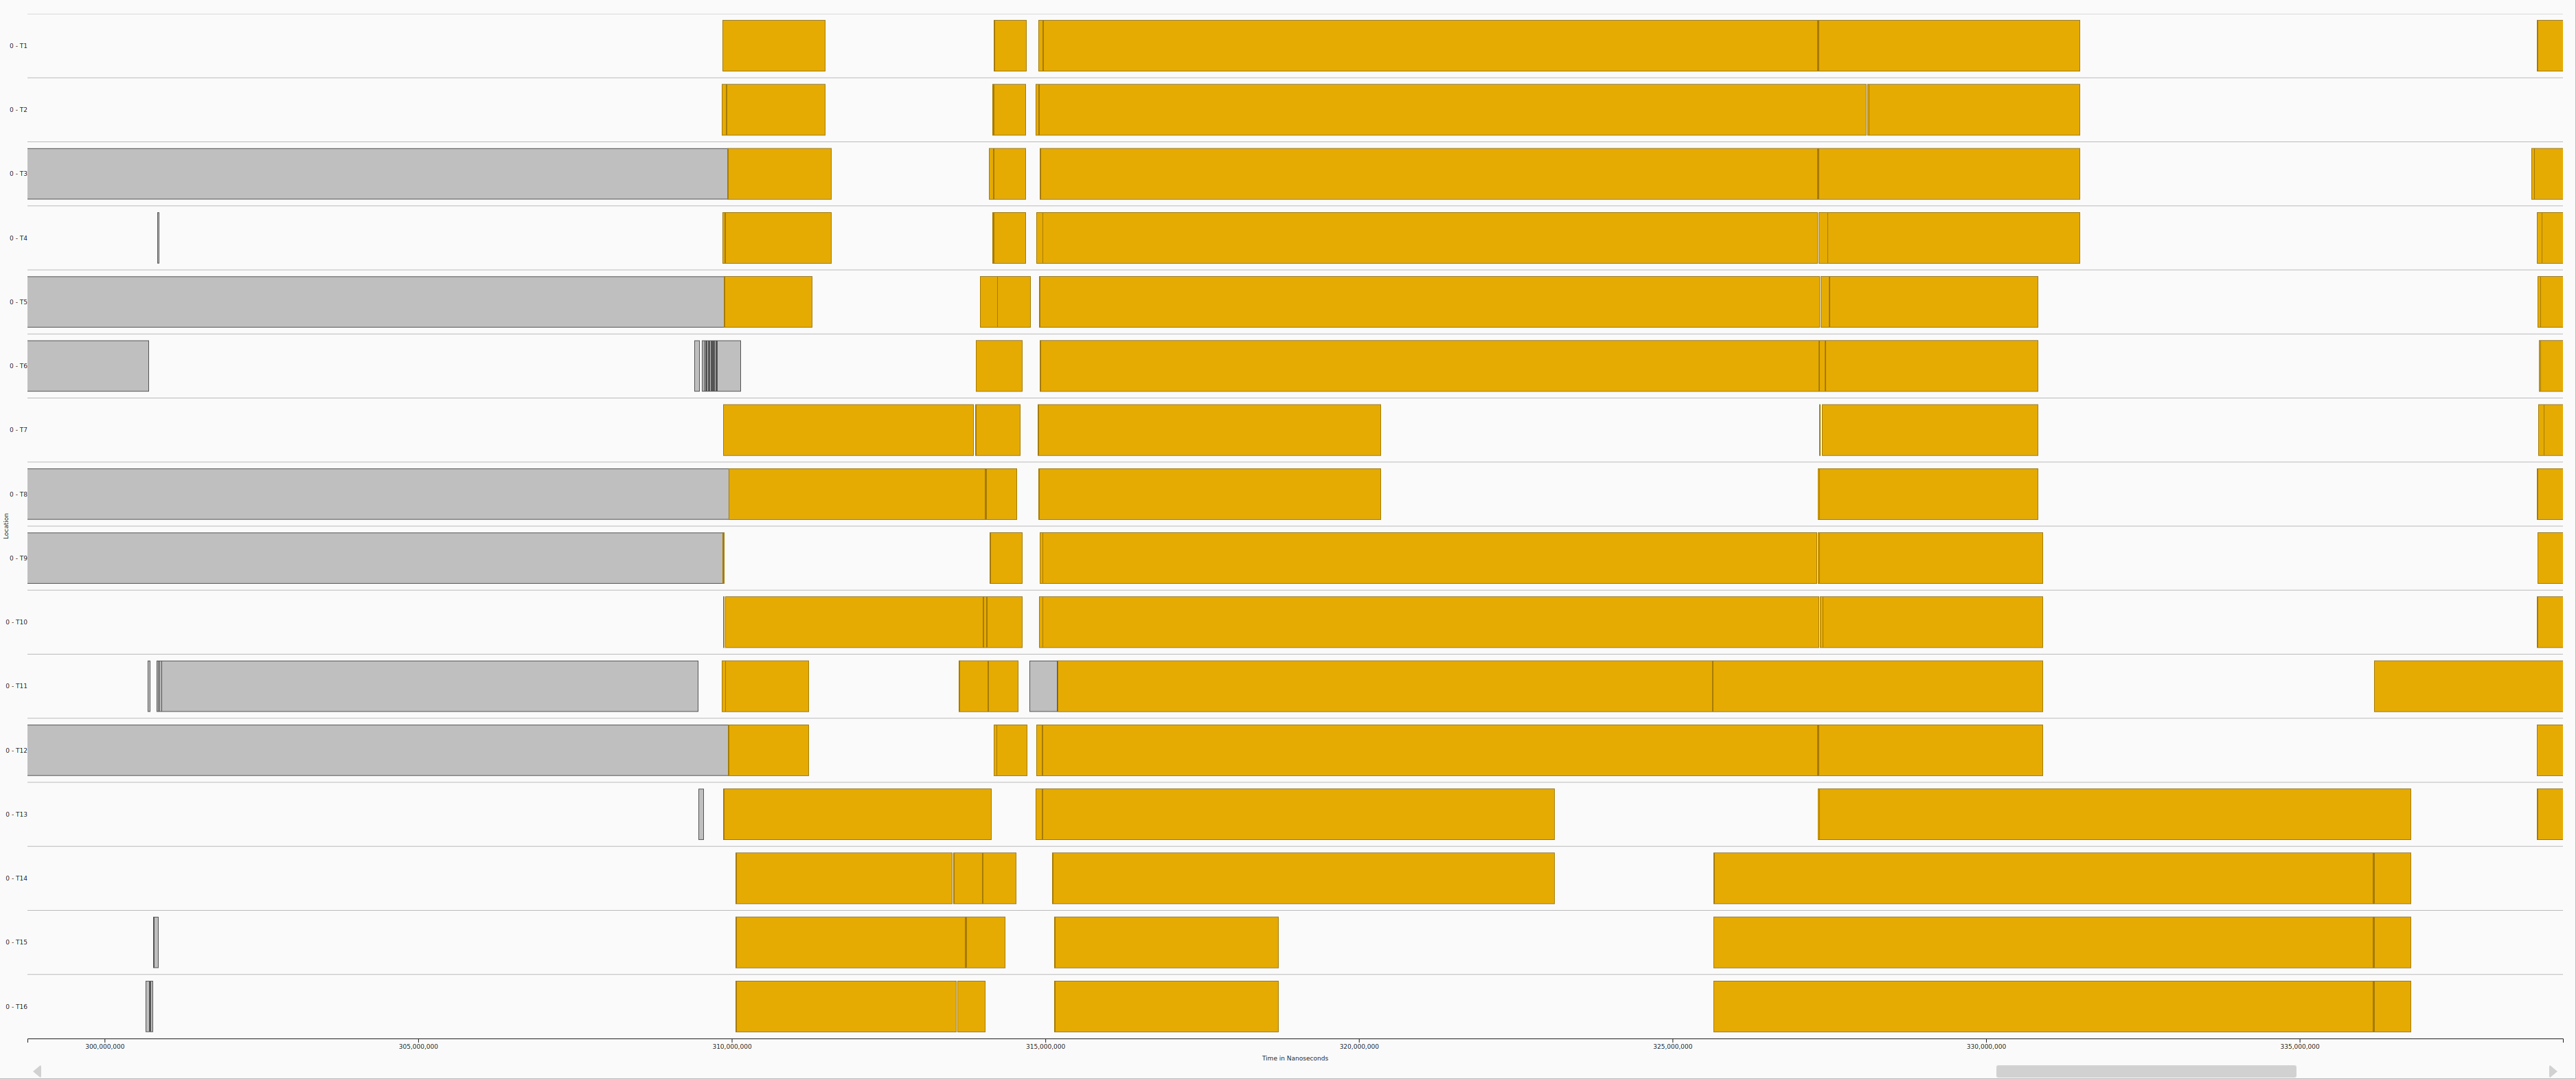 0 - T1
0 - T2
0 - T3
0 - T4
0 - T5
0 - T6
0 - T7
0 - T8
Location
0 - T9
0 - T10
0 - T11
0 - T12
0 - T13
0 - T14
0 - T15
0 - T16
300,000,000 305,000,000 310,000,000 315,000,000 320,000,000 325,000,000 330,000,000 335,000,000
Time in Nanoseconds